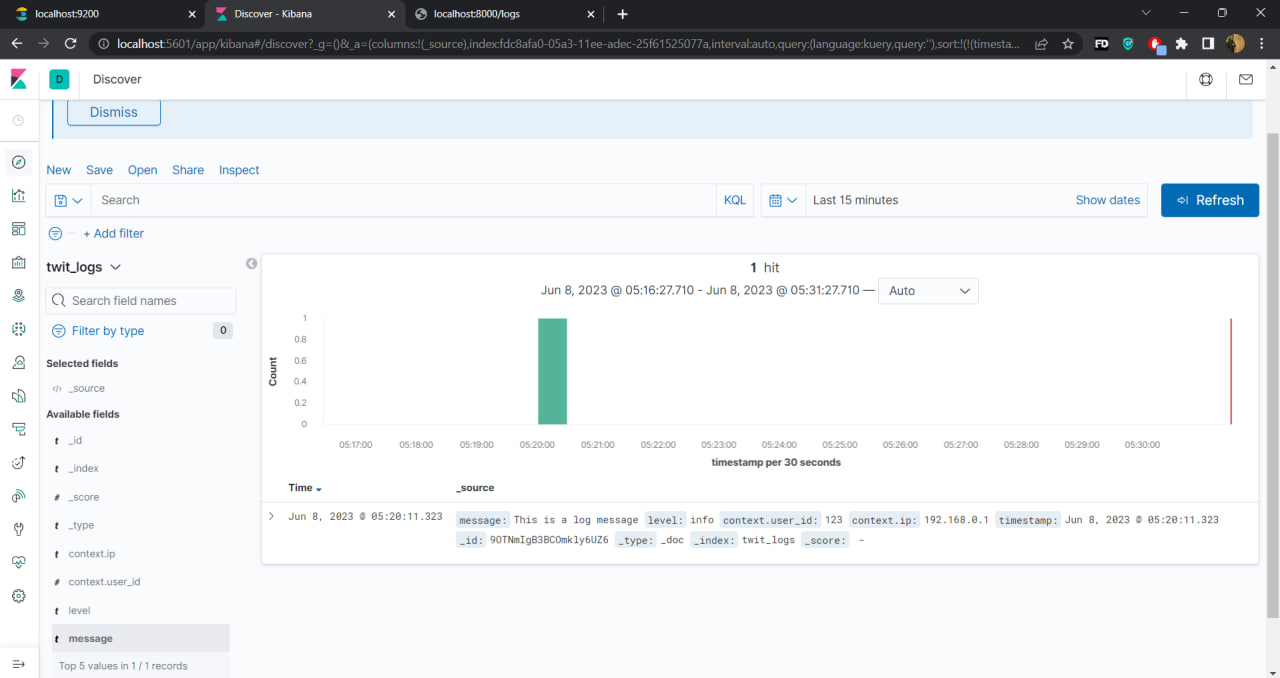 localhost:9200
Discover - Kibana
localhost:8000/logs
localhost:5601/app/kibana#/discover?_g=()&_a=(columns:!(_source),index:fdc8afa0-05a3-11ee-adec-25f61525077a,interval:auto,query:(language:kuery,query:''),sort:!(!(timesta...
FD
D Discover
Dismiss
New Save Open Share Inspect
Search KQL Last 15 minutes Show dates Refresh
+ Add filter
twit_logs
1 hit
Jun 8, 2023 @ 05:16:27.710 - Jun 8, 2023 @ 05:31:27.710 — Auto
Search field names
Filter by type 0
Selected fields
_source
Available fields
t _id
t _index
# _score
t _type
t context.ip
# context.user_id
t level
t message
Top 5 values in 1 / 1 records
Count
1
0.8
0.6
0.4
0.2
0
05:17:00 05:18:00 05:19:00 05:20:00 05:21:00 05:22:00 05:23:00 05:24:00 05:25:00 05:26:00 05:27:00 05:28:00 05:29:00 05:30:00
timestamp per 30 seconds
Time _source
Jun 8, 2023 @ 05:20:11.323 message: This is a log message level: info context.user_id: 123 context.ip: 192.168.0.1 timestamp: Jun 8, 2023 @ 05:20:11.323
_id: 9OTNmIgB3BCOmkly6UZ6 _type: _doc _index: twit_logs _score: -